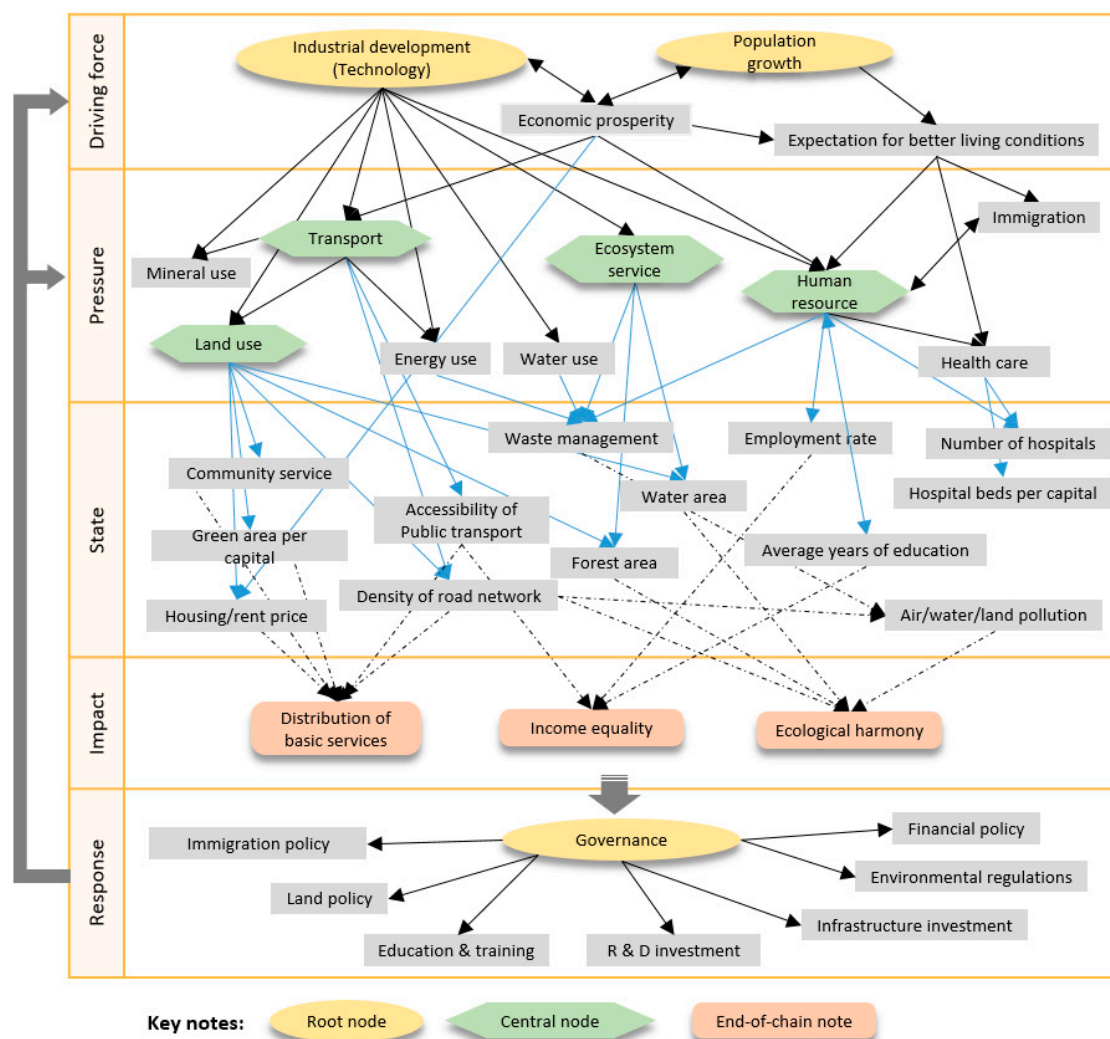 Driving force
Industrial development
(Technology)
Population
growth
Economic prosperity
Expectation for better living conditions
Pressure
Transport
Ecosystem
service
Immigration
Mineral use
Human
resource
Land use
Energy use
Water use
Health care
State
Waste management
Employment rate
Number of hospitals
Community service
Water area
Hospital beds per capital
Accessibility of
Public transport
Green area per
capital
Forest area
Average years of education
Housing/rent price
Density of road network
Air/water/land pollution
Impact
Distribution of
basic services
Income equality
Ecological harmony
Response
Immigration policy
Governance
Financial policy
Land policy
Environmental regulations
Education & training
R & D investment
Infrastructure investment
Key notes:
Root node
Central node
End-of-chain note